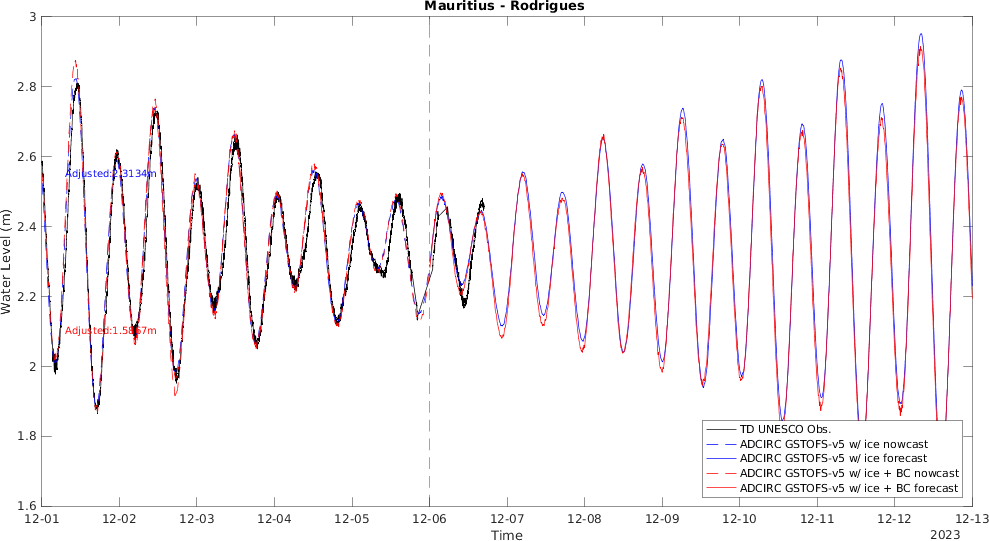 Mauritius - Rodrigues
3
2.8
2.6
2.4
2.2
2
1.8
1.6
Water Level (m)
Adjusted:2.3134m
Adjusted:1.5867m
TD UNESCO Obs.
ADCIRC GSTOFS-v5 w/ ice nowcast
ADCIRC GSTOFS-v5 w/ ice forecast
ADCIRC GSTOFS-v5 w/ ice + BC nowcast
ADCIRC GSTOFS-v5 w/ ice + BC forecast
12-01 12-02 12-03 12-04 12-05 12-06 12-07 12-08 12-09 12-10 12-11 12-12 12-13
Time
2023